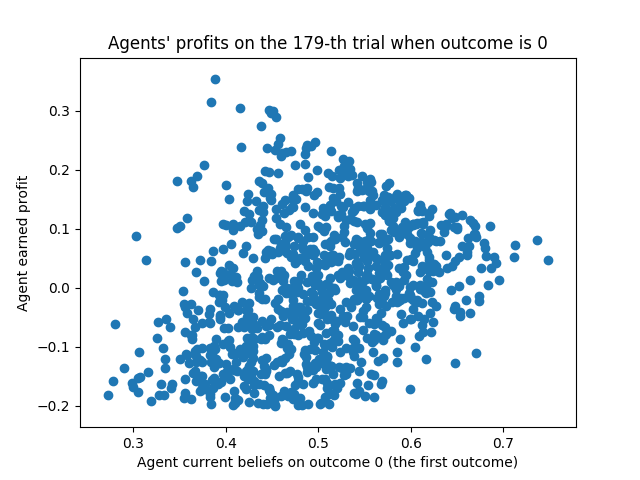 Agents' profits on the 179-th trial when outcome is 0
Agent earned profit
0.3
0.2
0.1
0.0
−0.1
−0.2
0.3 0.4 0.5 0.6 0.7
Agent current beliefs on outcome 0 (the first outcome)